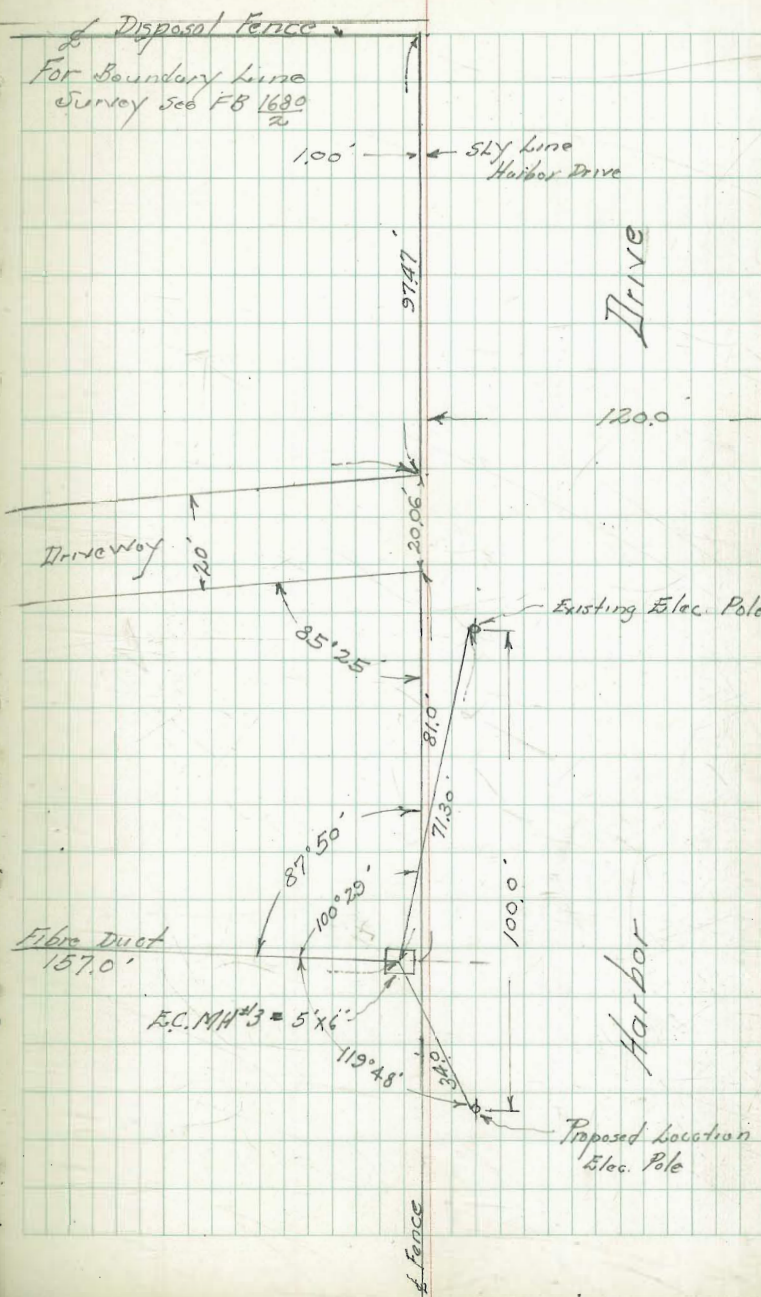 ℄ Disposal Fence
For Boundary Line
Survey See FB 1680
2
1.00'
SLY Line
Harbor Drive
97.47'
Drive
120.0'
20.06'
Driveway
20'
Existing Elec. Pole
85°25'
81.0'
71.30'
87°50'
100°29'
100.0'
Fibre Duct
157.0'
Harbor
E.C. MH #3 = 5'x6'
119°48'
34.0'
Proposed Location
Elec. Pole
℄ Fence